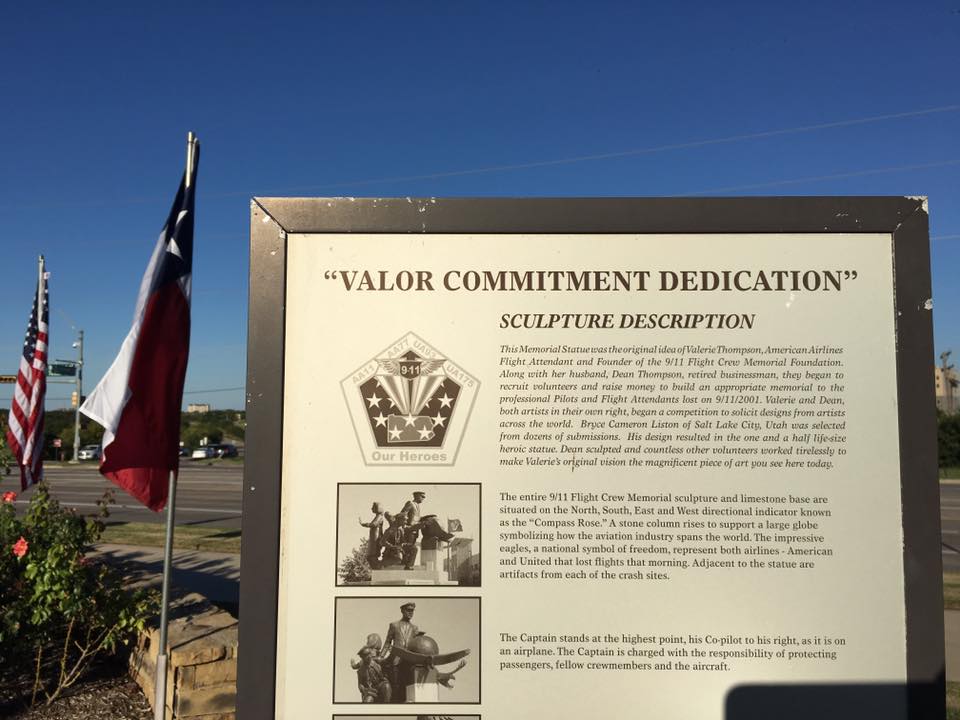 “VALOR COMMITMENT DEDICATION”
SCULPTURE DESCRIPTION
AA11 AA77 UA93 UA175
9-11
Our Heroes
This Memorial Statue was the original idea of Valerie Thompson, American Airlines
Flight Attendant and Founder of the 9/11 Flight Crew Memorial Foundation.
Along with her husband, Dean Thompson, retired businessman, they began to
recruit volunteers and raise money to build an appropriate memorial to the
professional Pilots and Flight Attendants lost on 9/11/2001. Valerie and Dean,
both artists in their own right, began a competition to solicit designs from artists
across the world. Bryce Cameron Liston of Salt Lake City, Utah was selected
from dozens of submissions. His design resulted in the one and a half life-size
heroic statue. Dean sculpted and countless other volunteers worked tirelessly to
make Valerie's original vision the magnificent piece of art you see here today.
The entire 9/11 Flight Crew Memorial sculpture and limestone base are
situated on the North, South, East and West directional indicator known
as the “Compass Rose.” A stone column rises to support a large globe
symbolizing how the aviation industry spans the world. The impressive
eagles, a national symbol of freedom, represent both airlines - American
and United that lost flights that morning. Adjacent to the statue are
artifacts from each of the crash sites.
The Captain stands at the highest point, his Co-pilot to his right, as it is on
an airplane. The Captain is charged with the responsibility of protecting
passengers, fellow crewmembers and the aircraft.